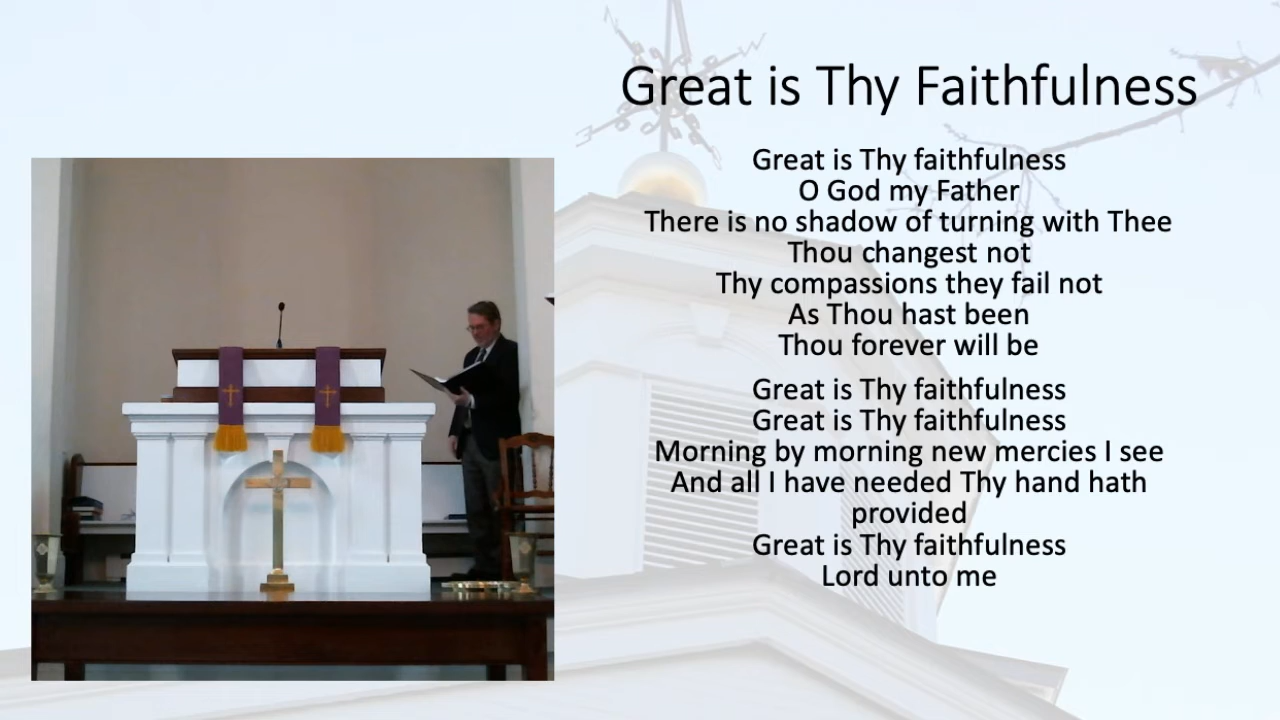 Great is Thy Faithfulness
Great is Thy faithfulness
O God my Father
There is no shadow of turning with Thee
Thou changest not
Thy compassions they fail not
As Thou hast been
Thou forever will be
Great is Thy faithfulness
Great is Thy faithfulness
Morning by morning new mercies I see
And all I have needed Thy hand hath
provided
Great is Thy faithfulness
Lord unto me